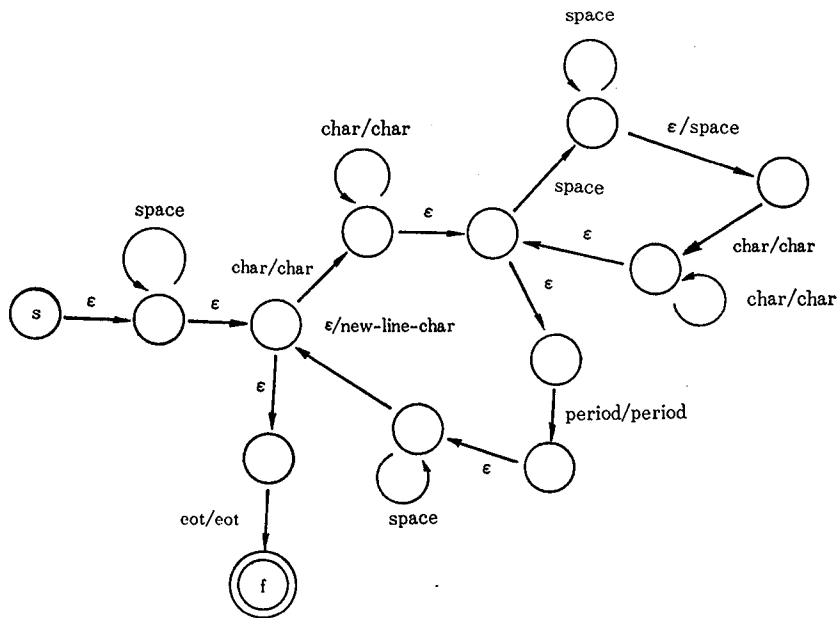 space
char/char
ε/space
space
space
ε
ε
char/char
char/char
ε
char/char
s
ε
ε
ε/new-line-char
ε
ε
period/period
ε
eot/eot
space
f